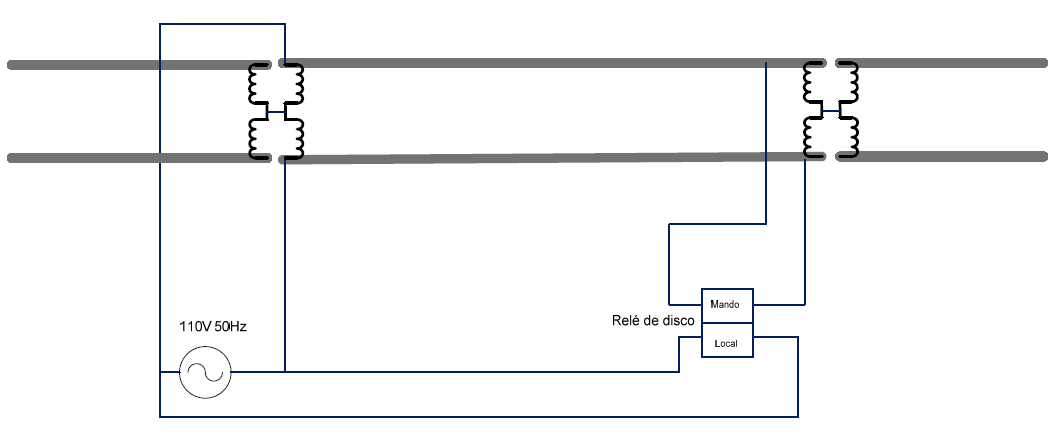 110V 50Hz
Mando
Relé de disco
Local